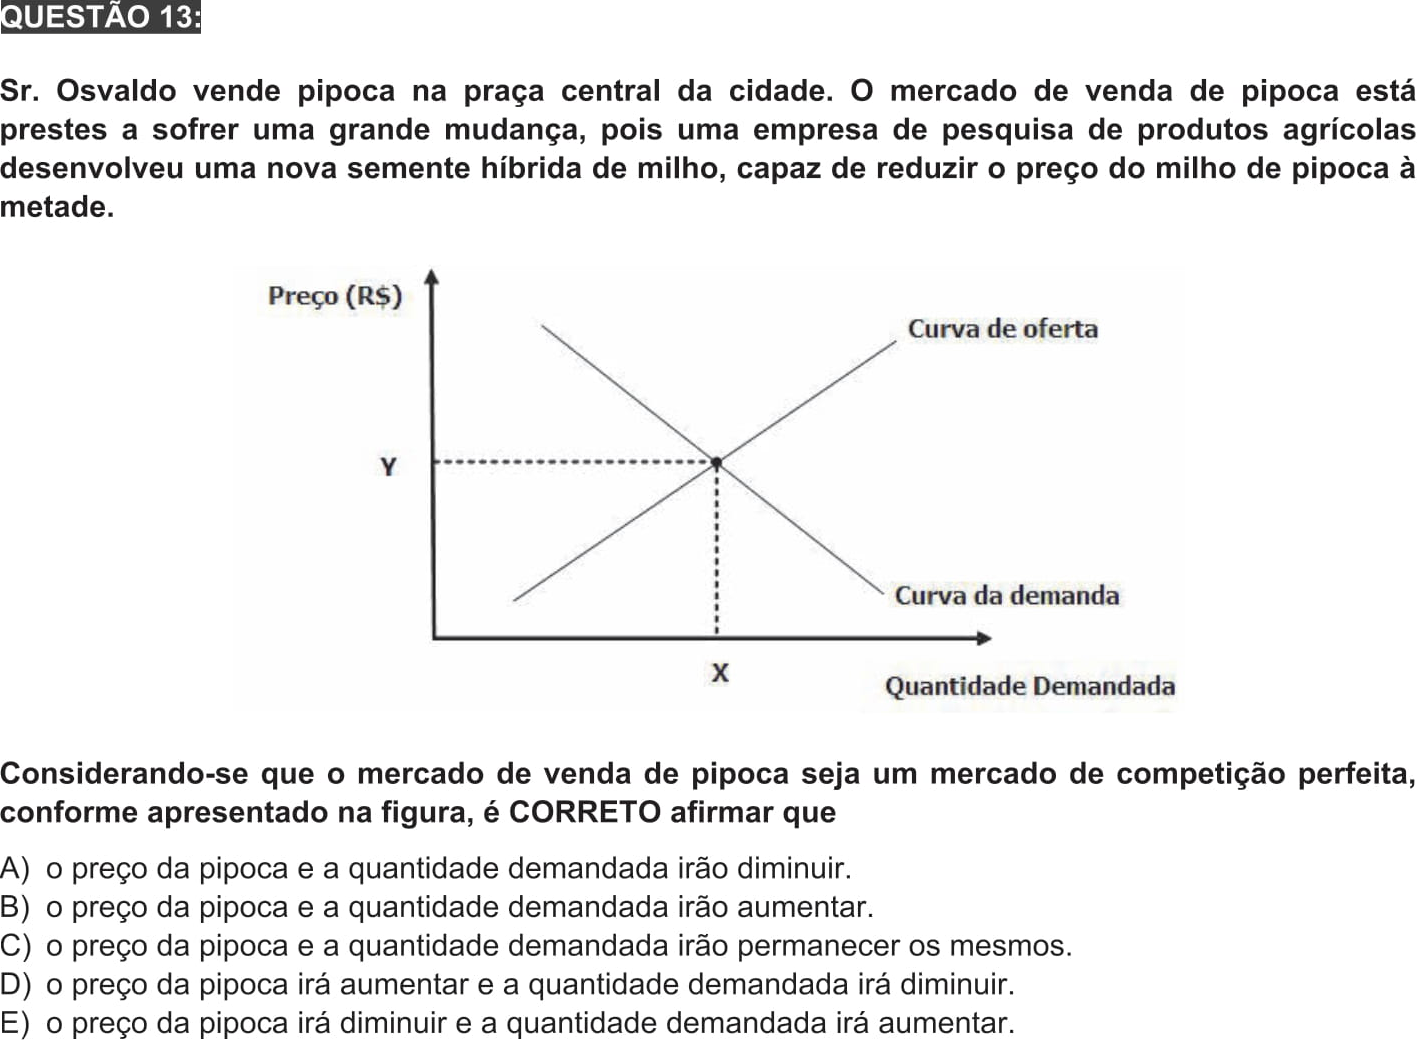 QUESTÃO 13:
Sr. Osvaldo vende pipoca na praça central da cidade. O mercado de venda de pipoca está
prestes a sofrer uma grande mudança, pois uma empresa de pesquisa de produtos agrícolas
desenvolveu uma nova semente híbrida de milho, capaz de reduzir o preço do milho de pipoca à
metade.
Preço (R$)
Curva de oferta
Y
Curva da demanda
X
Quantidade Demandada
Considerando-se que o mercado de venda de pipoca seja um mercado de competição perfeita,
conforme apresentado na figura, é CORRETO afirmar que
A) o preço da pipoca e a quantidade demandada irão diminuir.
B) o preço da pipoca e a quantidade demandada irão aumentar.
C) o preço da pipoca e a quantidade demandada irão permanecer os mesmos.
D) o preço da pipoca irá aumentar e a quantidade demandada irá diminuir.
E) o preço da pipoca irá diminuir e a quantidade demandada irá aumentar.